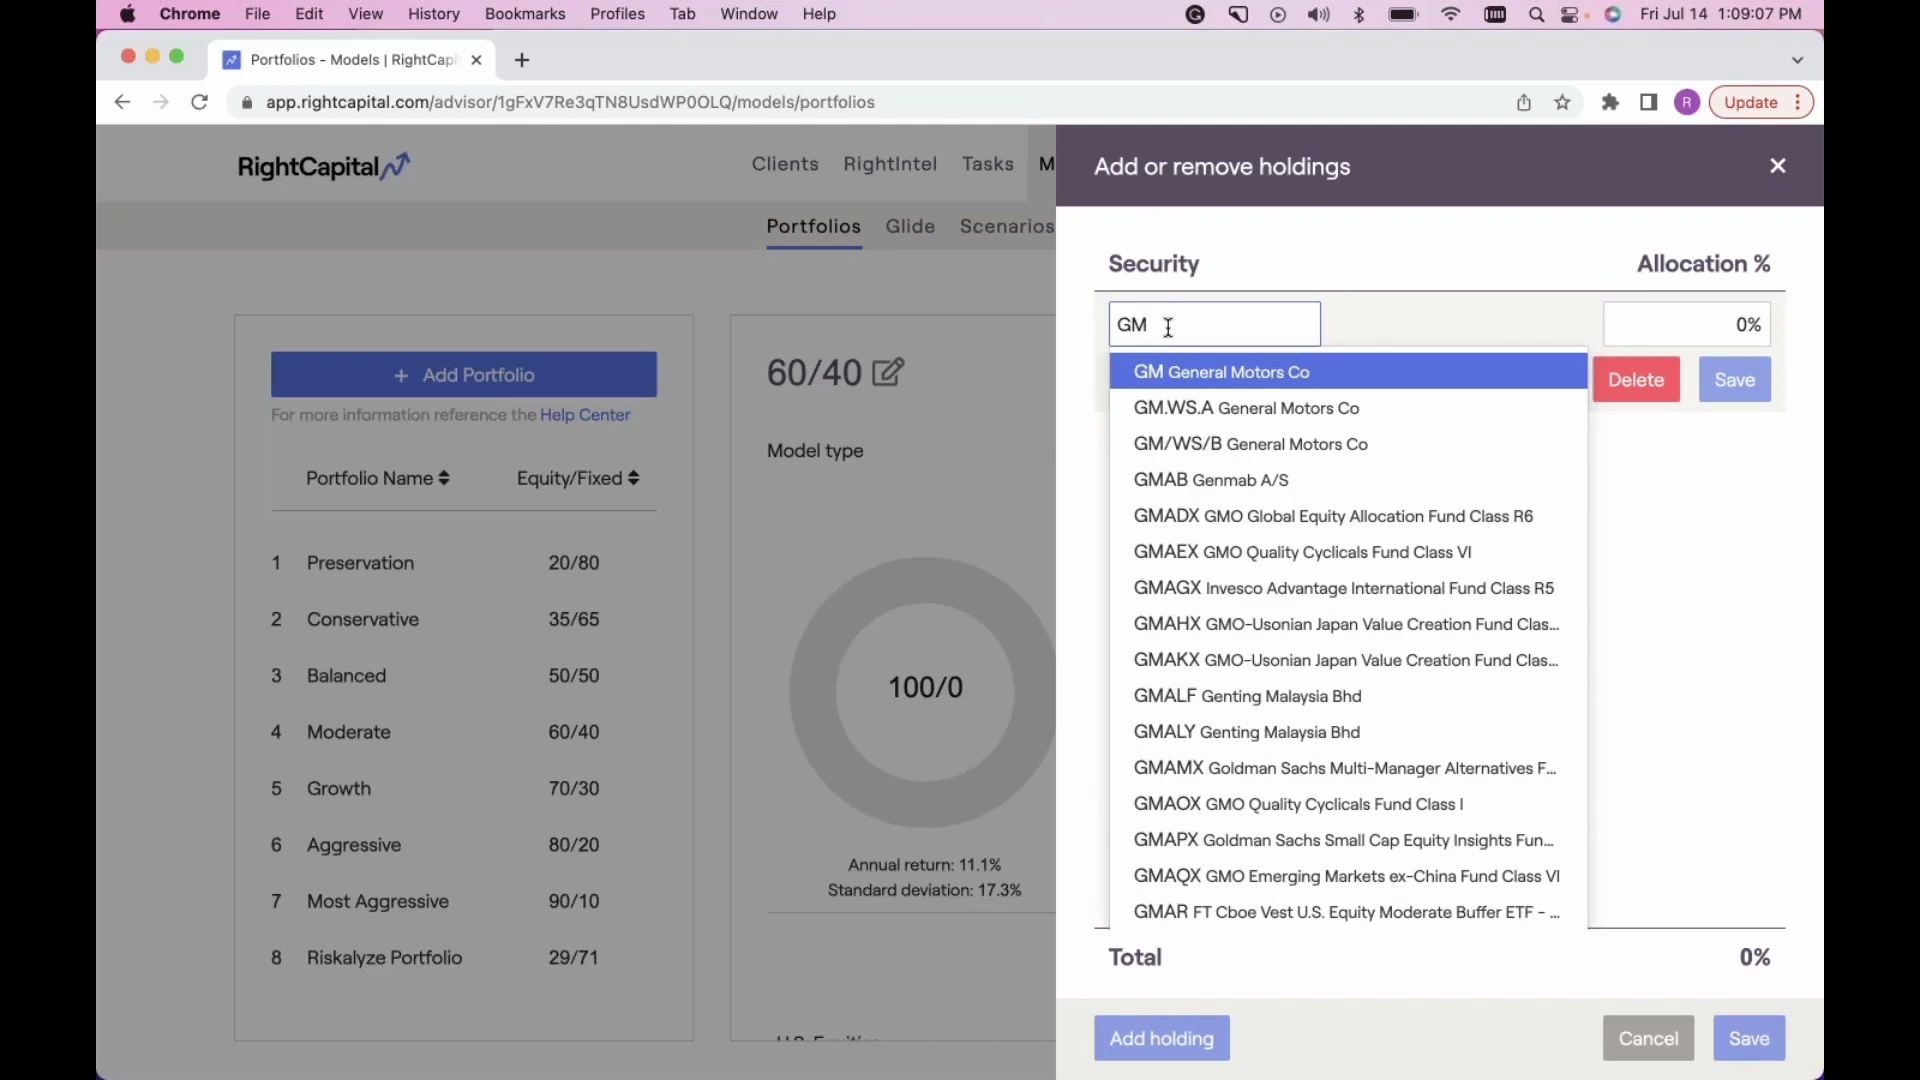 Chrome File Edit View History Bookmarks Profiles Tab Window Help Fri Jul 14 1:09:07 PM
Portfolios - Models | RightCapi
app.rightcapital.com/advisor/1gFxV7Re3qTN8UsdWP0OLQ/models/portfolios R Update
RightCapital Clients RightIntel Tasks M
Portfolios Glide Scenarios
+ Add Portfolio
For more information reference the Help Center
Portfolio Name Equity/Fixed
1 Preservation 20/80
2 Conservative 35/65
3 Balanced 50/50
4 Moderate 60/40
5 Growth 70/30
6 Aggressive 80/20
7 Most Aggressive 90/10
8 Riskalyze Portfolio 29/71
60/40
Model type
100/0
Annual return: 11.1%
Standard deviation: 17.3%
Add or remove holdings
Security Allocation %
GM 0%
Delete Save
GM General Motors Co
GM.WS.A General Motors Co
GM/WS/B General Motors Co
GMAB Genmab A/S
GMADX GMO Global Equity Allocation Fund Class R6
GMAEX GMO Quality Cyclicals Fund Class VI
GMAGX Invesco Advantage International Fund Class R5
GMAHX GMO-Usonian Japan Value Creation Fund Clas...
GMAKX GMO-Usonian Japan Value Creation Fund Clas...
GMALF Genting Malaysia Bhd
GMALY Genting Malaysia Bhd
GMAMX Goldman Sachs Multi-Manager Alternatives F...
GMAOX GMO Quality Cyclicals Fund Class I
GMAPX Goldman Sachs Small Cap Equity Insights Fun...
GMAQX GMO Emerging Markets ex-China Fund Class VI
GMAR FT Cboe Vest U.S. Equity Moderate Buffer ETF - ...
Total 0%
Add holding Cancel Save